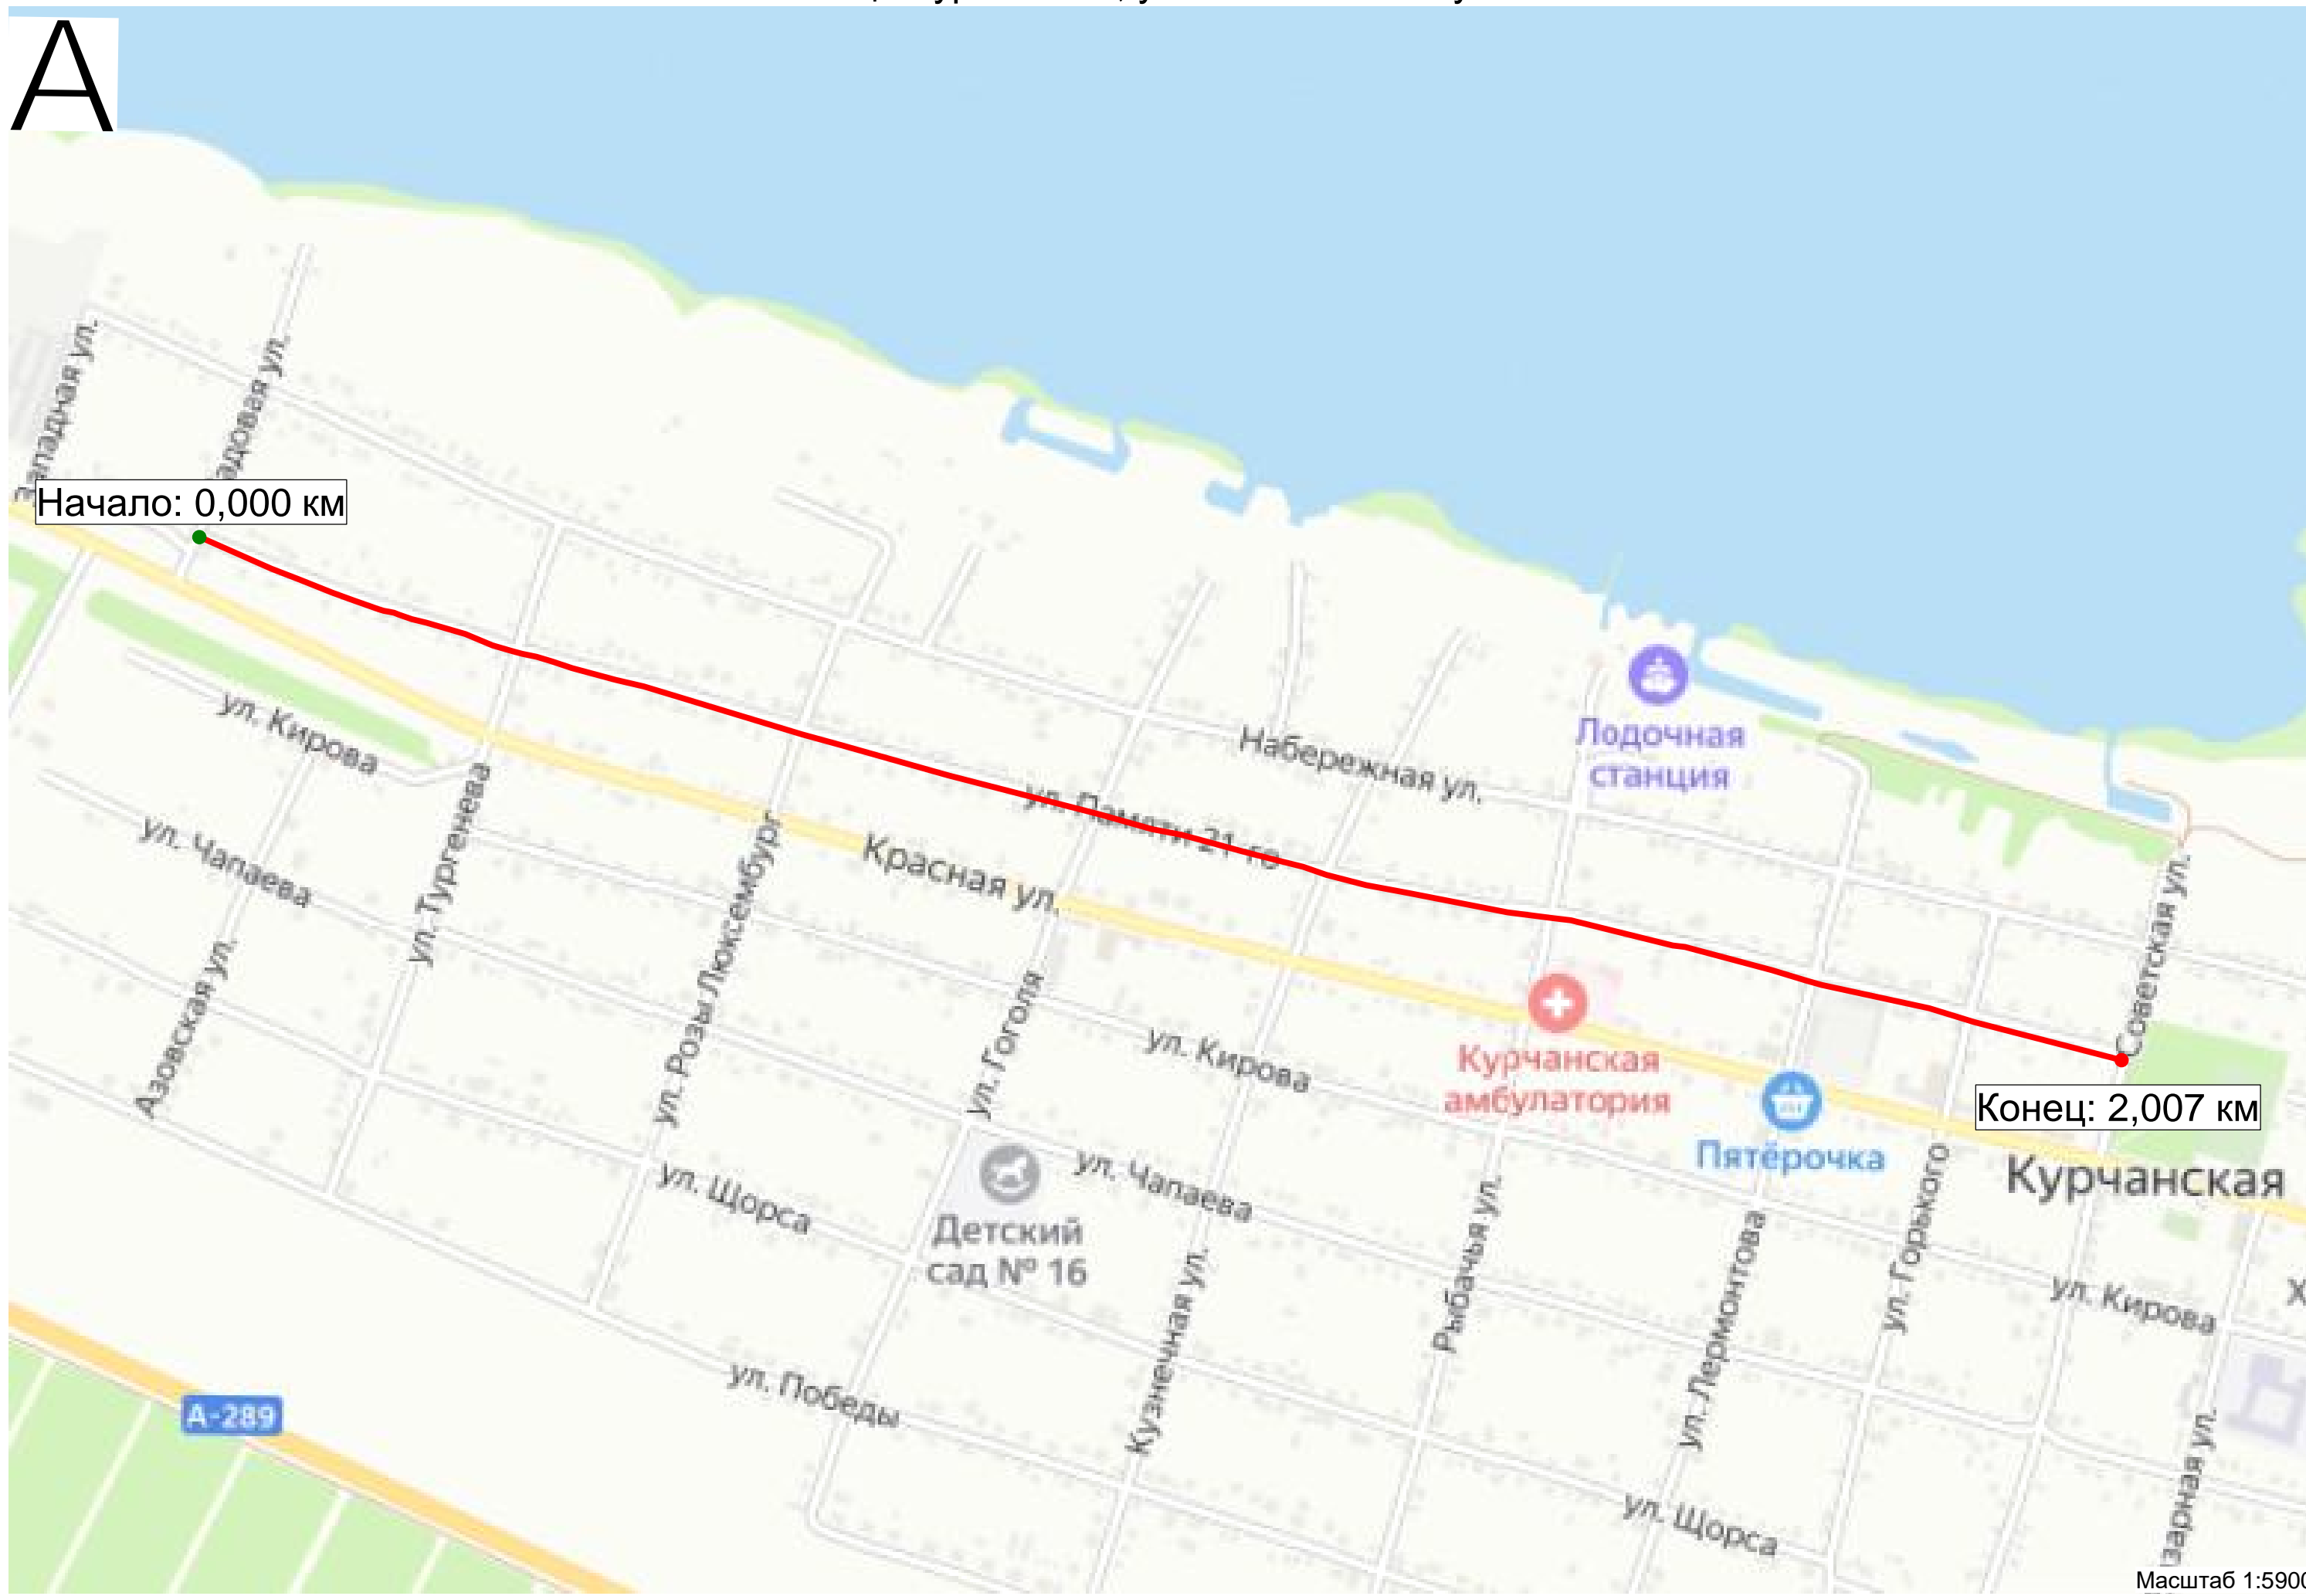 А
Западная ул.
адовая ул.
Начало: 0,000 км
ул. Кирова
ул. Чапаева
ул. Тургенева
Азовская ул.
ул. Розы Люксембург
Красная ул.
ул. Памяти 21-го
Набережная ул.
Лодочная
станция
ул. Гоголя
ул. Кирова
Курчанская
амбулатория
Пятёрочка
Советская ул.
Конец: 2,007 км
Курчанская
ул. Щорса
Детский
сад № 16
ул. Чапаева
Кузнечная ул.
Рыбачья ул.
ул. Лермонтова
ул. Горького
ул. Кирова
Х
ул. Победы
А-289
ул. Щорса
зарная ул.
Масштаб 1:5900